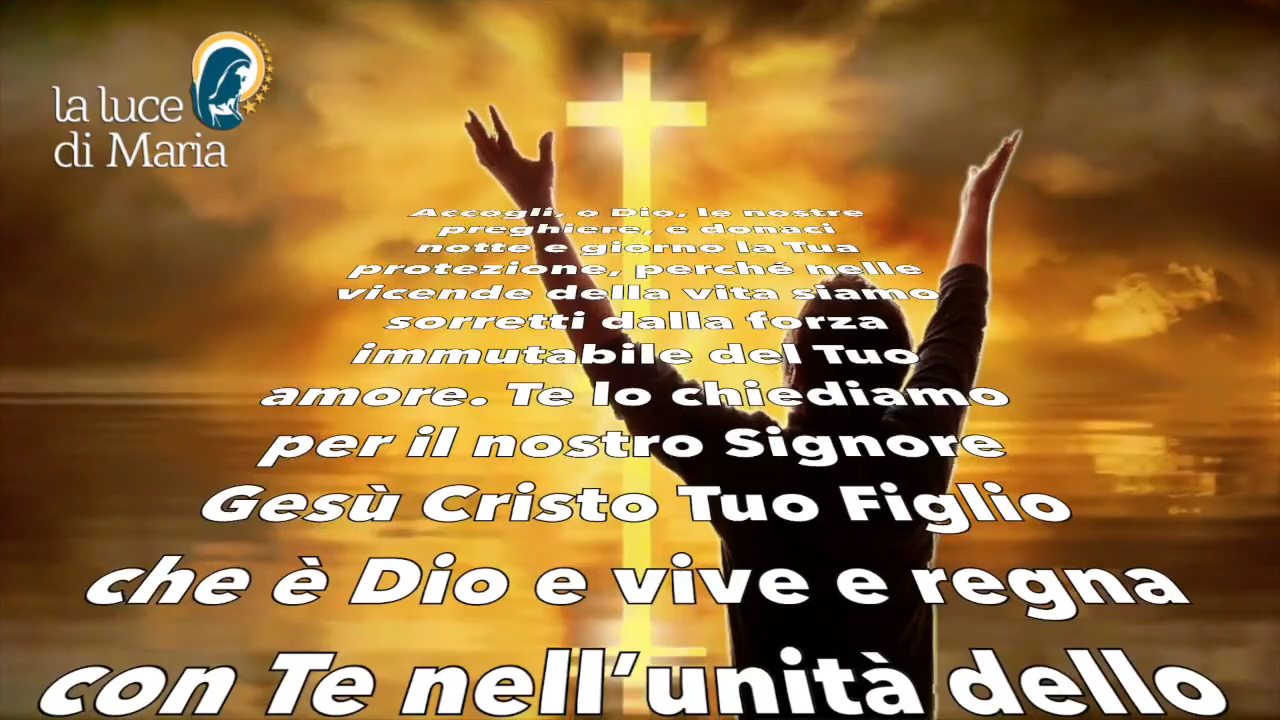 la luce
di Maria
Accogli, o Dio, le nostre
preghiere, e donaci
notte e giorno la Tua
protezione, perché nelle
vicende della vita siamo
sorretti dalla forza
immutabile del Tuo
amore. Te lo chiediamo
per il nostro Signore
Gesù Cristo Tuo Figlio
che è Dio e vive e regna
con Te nell’unità dello